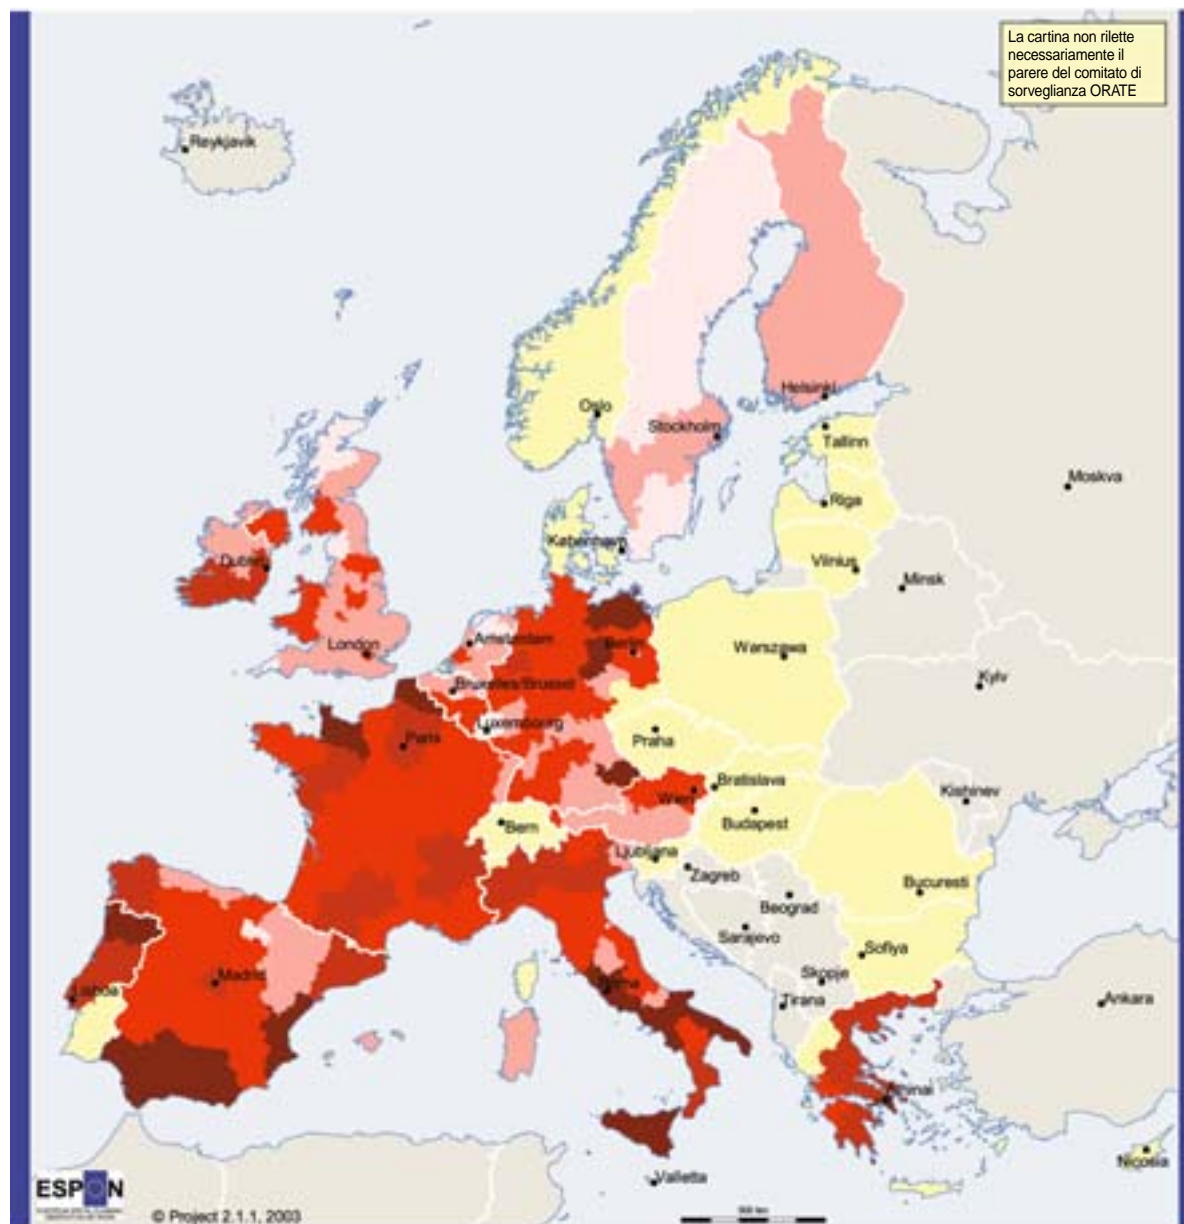 La cartina non rilette
necessariamente il
parere del comitato di
sorveglianza ORATE
Reykjavik
Oslo
Helsinki
Stockholm
Tallinn
Moskva
Riga
København
Vilnius
Minsk
Dublin
London
Amsterdam
Berlin
Warszawa
Kyiv
Bruxelles/Brussel
Luxembourg
Paris
Praha
Bratislava
Wien
Kishinev
Budapest
Bern
Ljubljana
Zagreb
Bucuresti
Beograd
Sarajevo
Sofiya
Madrid
Skopje
Lisboa
Roma
Tirana
Ankara
Athinai
Nicosia
Valletta
ESPON
© Project 2.1.1, 2003